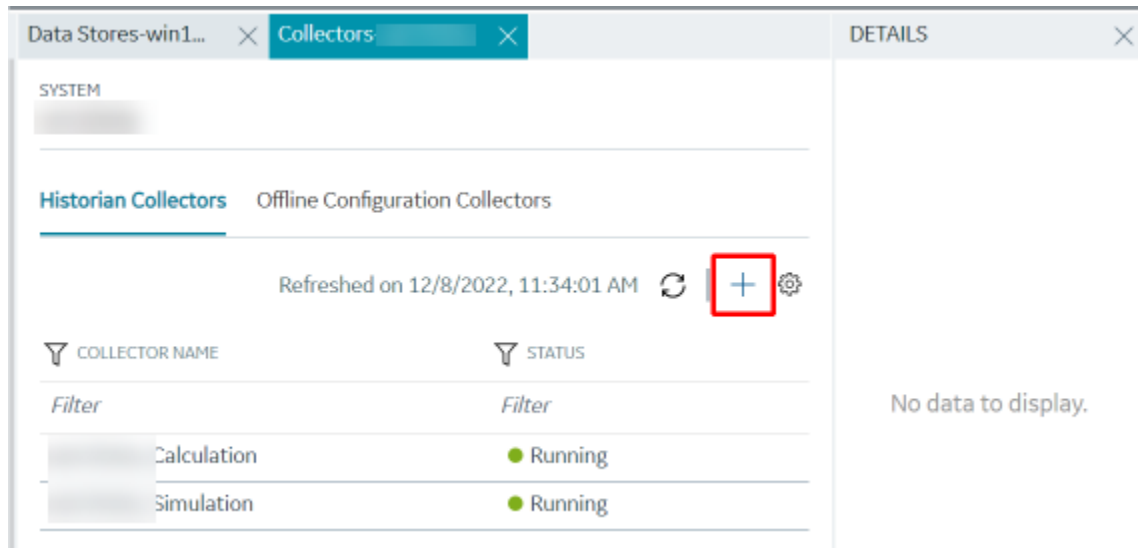 Data Stores-win1...
Collectors-
DETAILS
SYSTEM
Historian Collectors
Offline Configuration Collectors
Refreshed on 12/8/2022, 11:34:01 AM
COLLECTOR NAME
STATUS
Filter
Filter
No data to display.
Calculation
Running
Simulation
Running